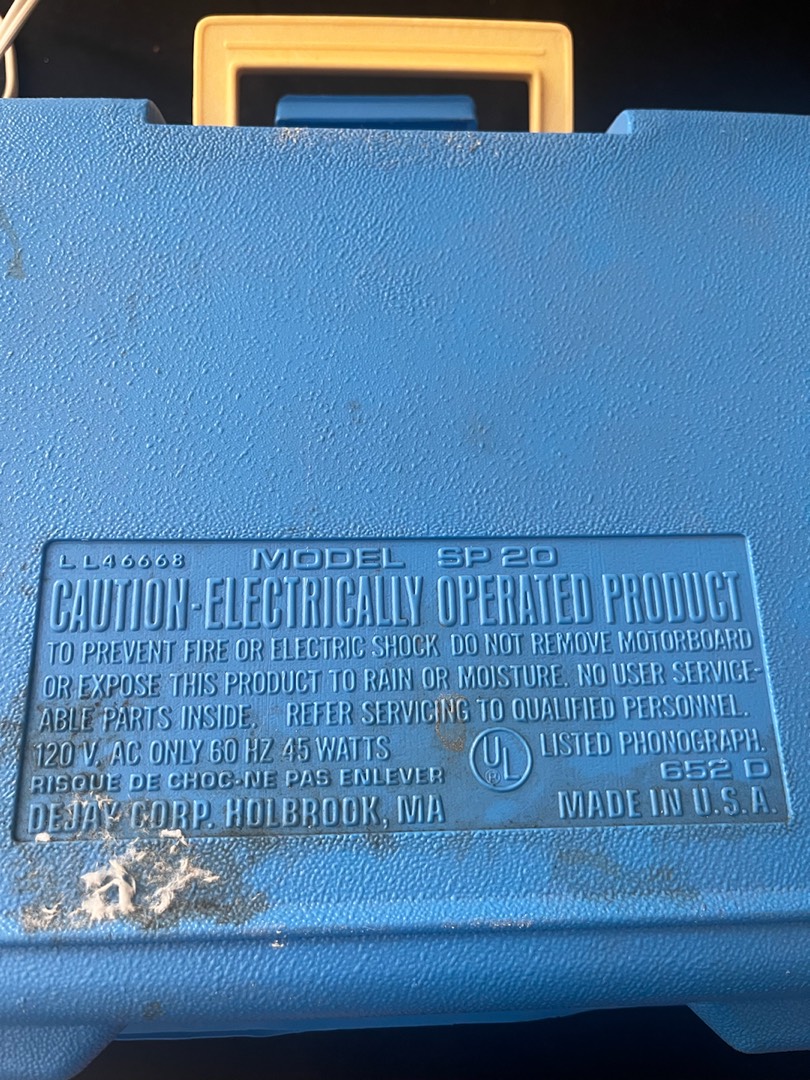 LL46668 MODEL SP 20
CAUTION-ELECTRICALLY OPERATED PRODUCT
TO PREVENT FIRE OR ELECTRIC SHOCK DO NOT REMOVE MOTORBOARD
OR EXPOSE THIS PRODUCT TO RAIN OR MOISTURE. NO USER SERVICE-
ABLE PARTS INSIDE. REFER SERVICING TO QUALIFIED PERSONNEL.
120 V. AC ONLY 60 HZ 45 WATTS UL ® LISTED PHONOGRAPH.
RISQUE DE CHOC-NE PAS ENLEVER 652 D
DEJAY CORP. HOLBROOK, MA MADE IN U.S.A.